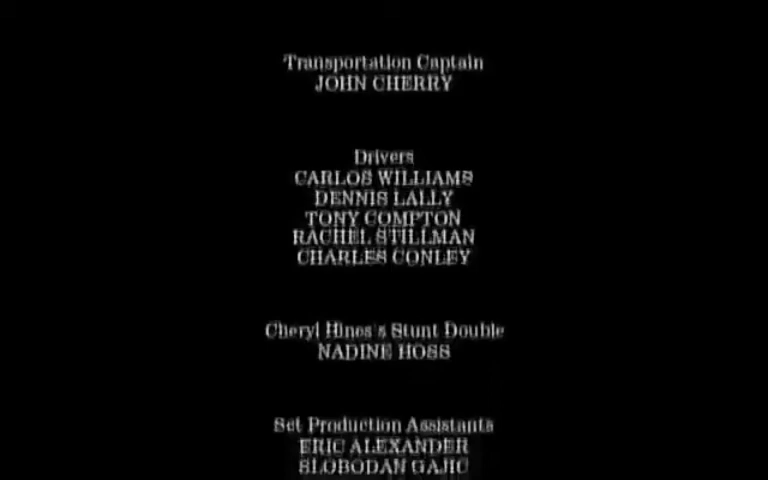 Transportation Captain
JOHN CHERRY
Drivers
CARLOS WILLIAMS
DENNIS LALLY
TONY COMPTON
RACHEL STILLMAN
CHARLES CONLEY
Cheryl Hines's Stunt Double
NADINE HOSS
Set Production Assistants
ERIC ALEXANDER
SLOBODAN GAJIC